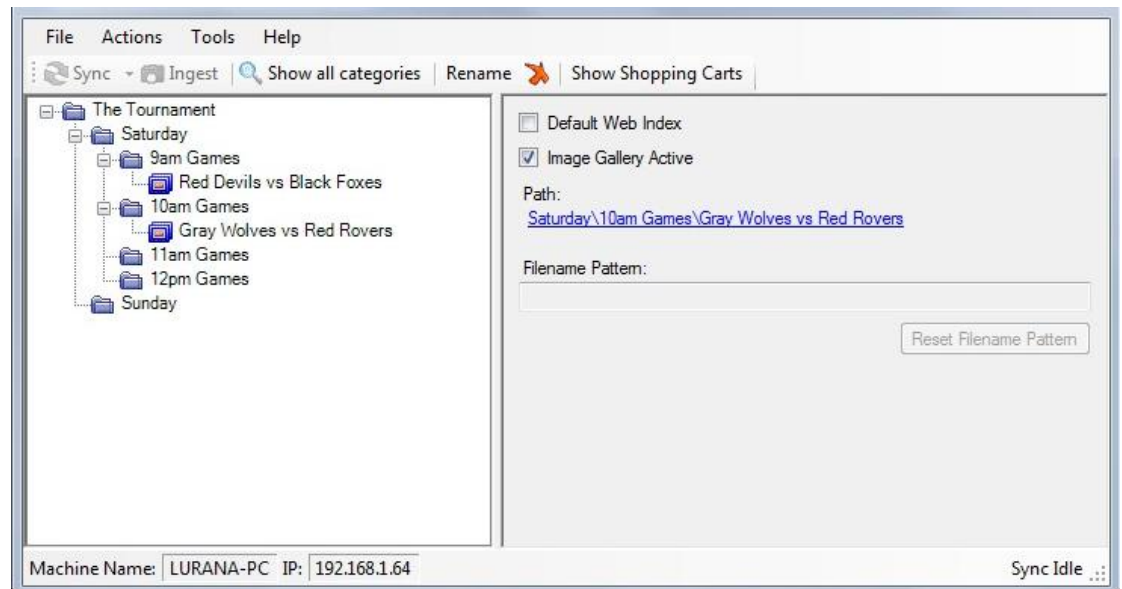 File Actions Tools Help
Sync Ingest Show all categories Rename Show Shopping Carts
The Tournament
Saturday
9am Games
Red Devils vs Black Foxes
10am Games
Gray Wolves vs Red Rovers
11am Games
12pm Games
Sunday
Default Web Index
Image Gallery Active
Path:
Saturday\10am Games\Gray Wolves vs Red Rovers
Filename Pattern:
Reset Filename Pattern
Machine Name: LURANA-PC IP: 192.168.1.64 Sync Idle